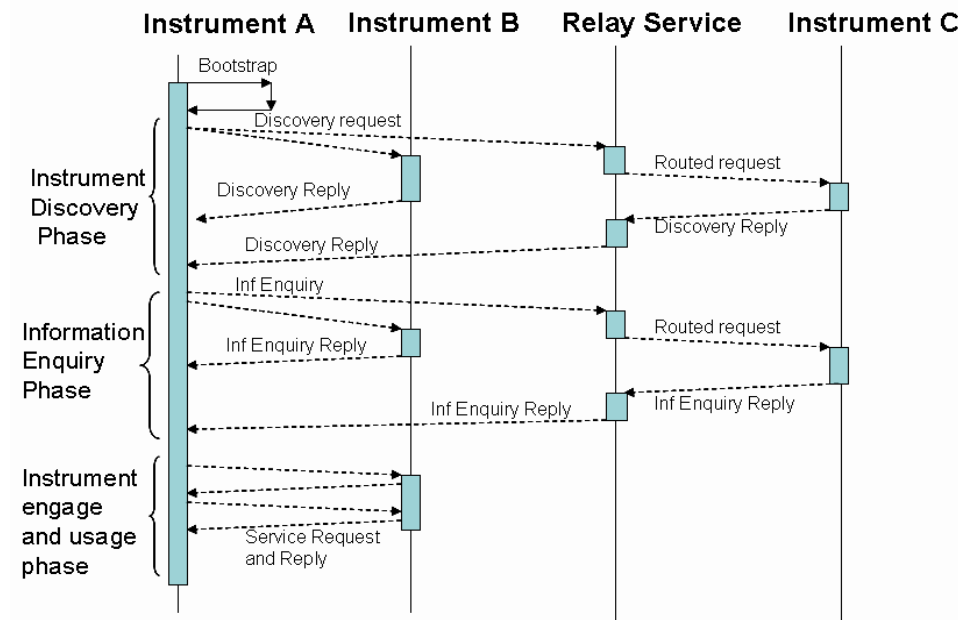 Instrument A
Instrument B
Relay Service
Instrument C
Bootstrap
Discovery request
Routed request
Instrument
Discovery
Phase
Discovery Reply
Discovery Reply
Discovery Reply
Inf Enquiry
Information
Enquiry
Phase
Routed request
Inf Enquiry Reply
Inf Enquiry Reply
Inf Enquiry Reply
Instrument
engage
and usage
phase
Service Request
and Reply